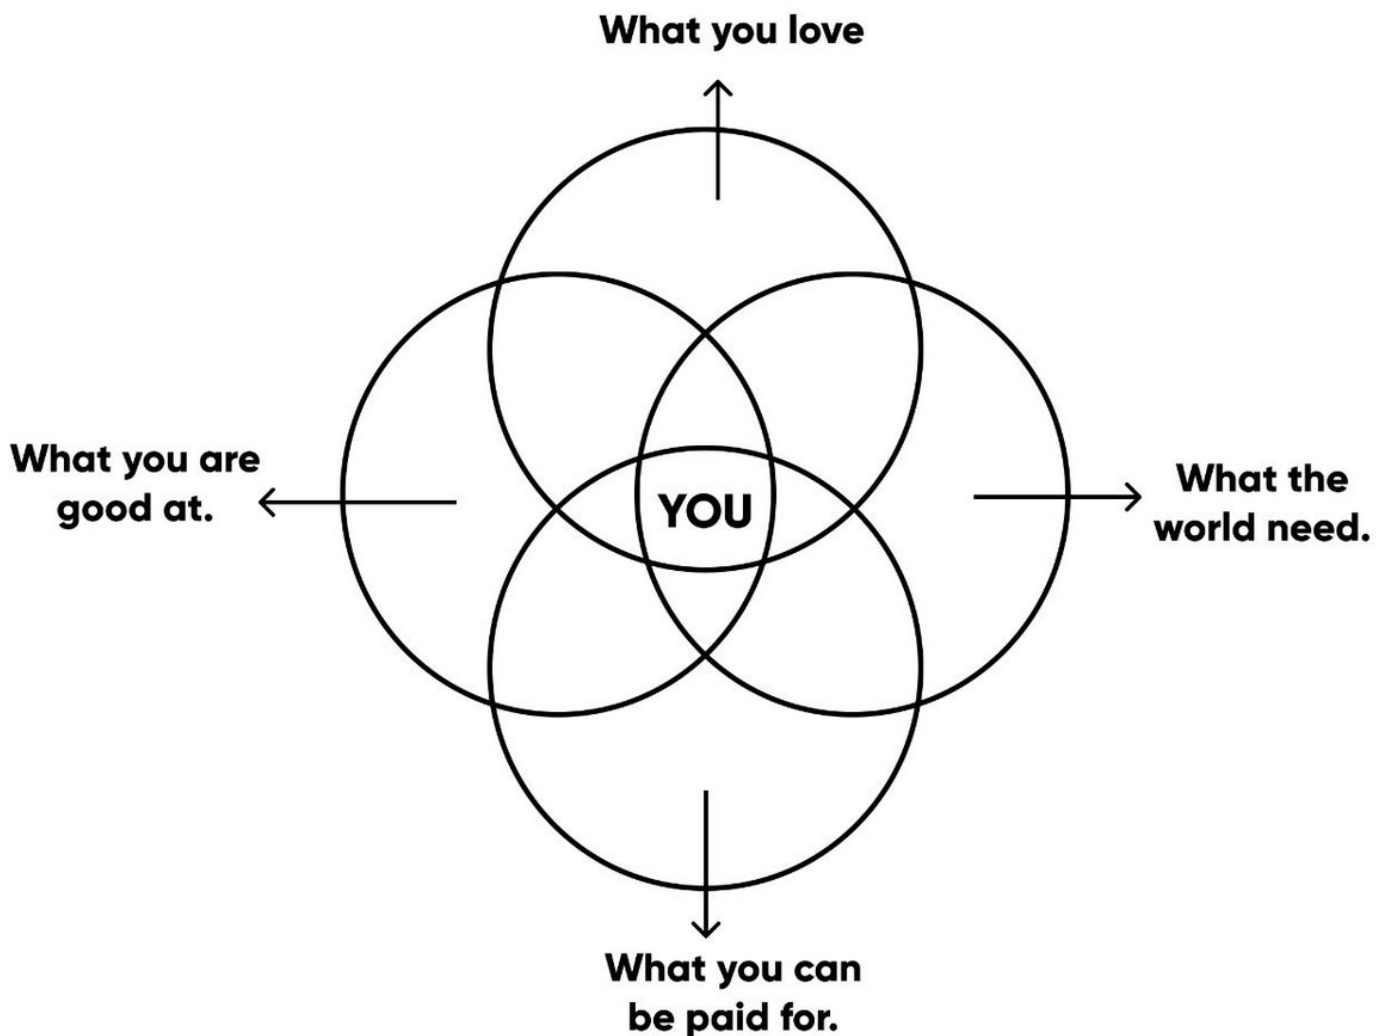 What you love
What you are
good at.
YOU
What the
world need.
What you can
be paid for.